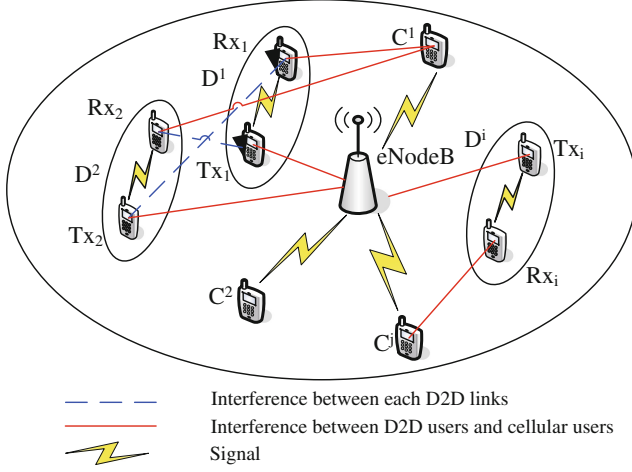 Rx₁
C¹
D¹
Rx₂
eNodeB
Dⁱ
Txᵢ
D²
Tx₁
Tx₂
Rxᵢ
C²
Cʲ
Interference between each D2D links
Interference between D2D users and cellular users
Signal